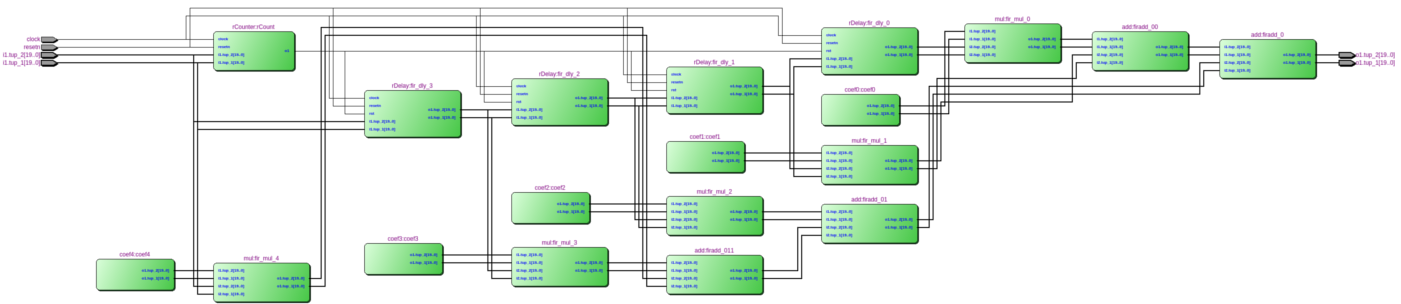 clock
resetn
i1.tup_2[19..0]
i1.tup_1[19..0]
rCounter:rCount
clock
resetn
i1.tup_2[19..0]
i1.tup_1[19..0]
rDelay:fir_dly_3
clock
resetn
i1.tup_2[19..0]
i1.tup_1[19..0]
o1.tup_2[19..0]
o1.tup_1[19..0]
rDelay:fir_dly_2
clock
resetn
i1.tup_2[19..0]
i1.tup_1[19..0]
o1.tup_2[19..0]
o1.tup_1[19..0]
rDelay:fir_dly_1
clock
resetn
i1.tup_2[19..0]
i1.tup_1[19..0]
o1.tup_2[19..0]
o1.tup_1[19..0]
rDelay:fir_dly_0
clock
resetn
i1.tup_2[19..0]
i1.tup_1[19..0]
o1.tup_2[19..0]
o1.tup_1[19..0]
mul:fir_mul_0
i1.tup_2[19..0]
i1.tup_1[19..0]
i2.tup_2[19..0]
i2.tup_1[19..0]
o1.tup_2[19..0]
o1.tup_1[19..0]
add:firadd_00
i1.tup_2[19..0]
i1.tup_1[19..0]
i2.tup_2[19..0]
i2.tup_1[19..0]
o1.tup_2[19..0]
o1.tup_1[19..0]
add:firadd_0
i1.tup_2[19..0]
i1.tup_1[19..0]
i2.tup_2[19..0]
i2.tup_1[19..0]
o1.tup_2[19..0]
o1.tup_1[19..0]
o1.tup_2[19..0]
o1.tup_1[19..0]
coef0:coef0
o1.tup_2[19..0]
o1.tup_1[19..0]
coef1:coef1
o1.tup_2[19..0]
o1.tup_1[19..0]
mul:fir_mul_1
i1.tup_2[19..0]
i1.tup_1[19..0]
i2.tup_2[19..0]
i2.tup_1[19..0]
o1.tup_2[19..0]
o1.tup_1[19..0]
coef2:coef2
o1.tup_2[19..0]
o1.tup_1[19..0]
mul:fir_mul_2
i1.tup_2[19..0]
i1.tup_1[19..0]
i2.tup_2[19..0]
i2.tup_1[19..0]
o1.tup_2[19..0]
o1.tup_1[19..0]
add:firadd_01
i1.tup_2[19..0]
i1.tup_1[19..0]
i2.tup_2[19..0]
i2.tup_1[19..0]
o1.tup_2[19..0]
o1.tup_1[19..0]
coef3:coef3
o1.tup_2[19..0]
o1.tup_1[19..0]
mul:fir_mul_3
i1.tup_2[19..0]
i1.tup_1[19..0]
i2.tup_2[19..0]
i2.tup_1[19..0]
o1.tup_2[19..0]
o1.tup_1[19..0]
add:firadd_011
i1.tup_2[19..0]
i1.tup_1[19..0]
i2.tup_2[19..0]
i2.tup_1[19..0]
o1.tup_2[19..0]
o1.tup_1[19..0]
coef4:coef4
o1.tup_2[19..0]
o1.tup_1[19..0]
mul:fir_mul_4
i1.tup_2[19..0]
i1.tup_1[19..0]
i2.tup_2[19..0]
i2.tup_1[19..0]
o1.tup_2[19..0]
o1.tup_1[19..0]